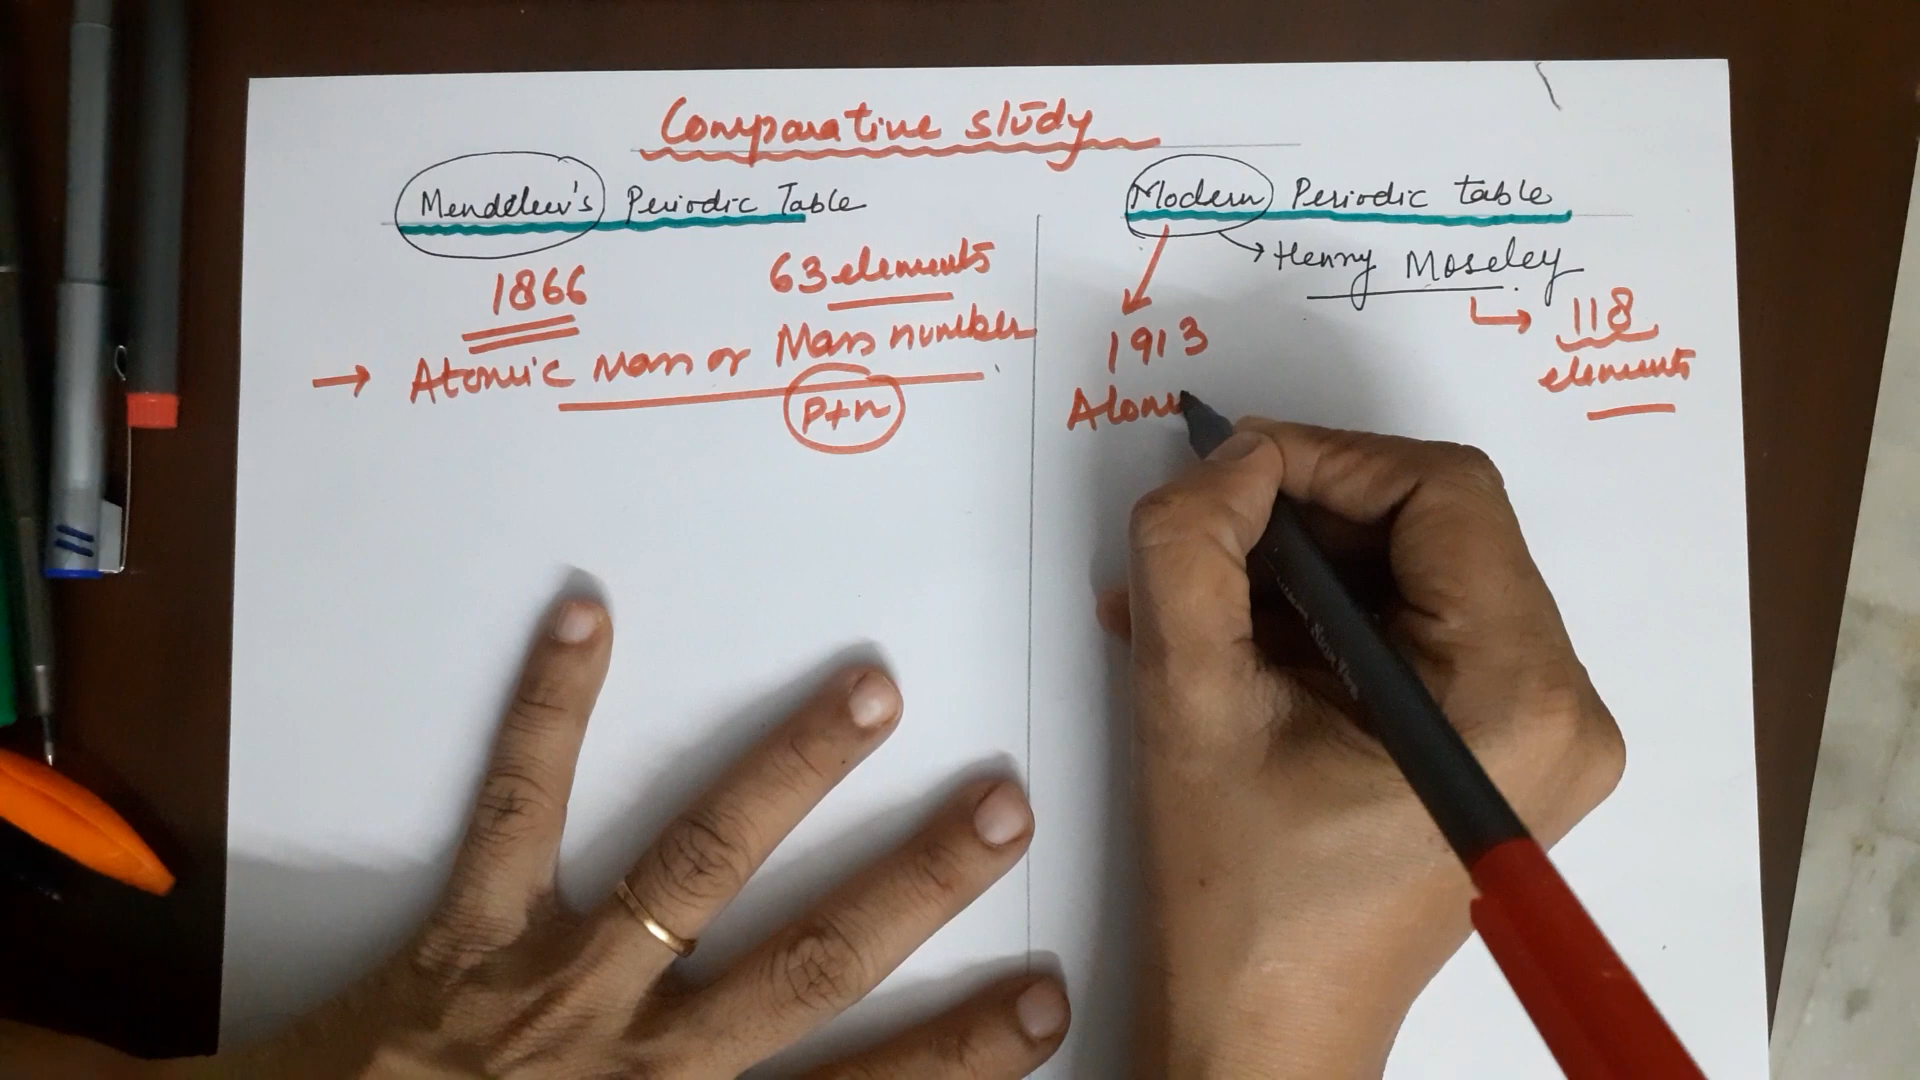 Comparative study
Mendeleev's Periodic Table
1866
63 elements
→ Atomic Mass or Mass number
p+n
Modern Periodic table
→ Henry Moseley
118
elements
1913
Atomi